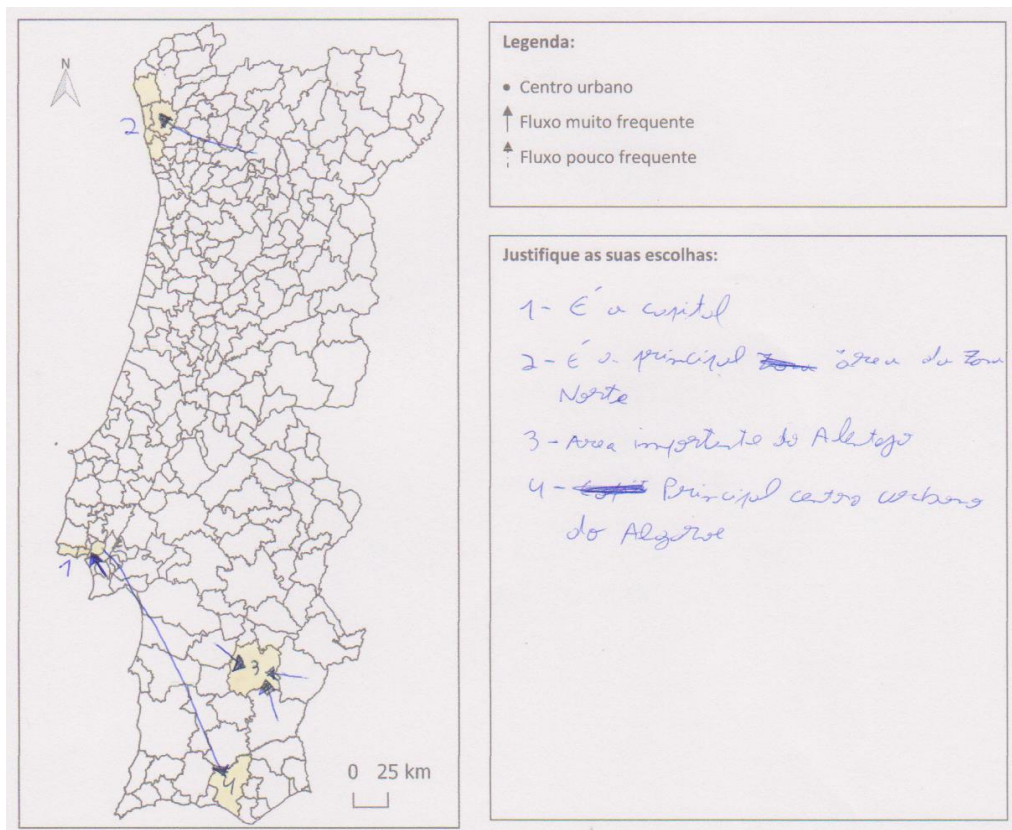 N
2
1
3
4
0 25 km
Legenda:
Centro urbano
Fluxo muito frequente
Fluxo pouco frequente
Justifique as suas escolhas:
1- É a capital
2- É a principal área da zona
Norte
3- Area importante do Alentejo
4- Principal centro urbano
do Algarve